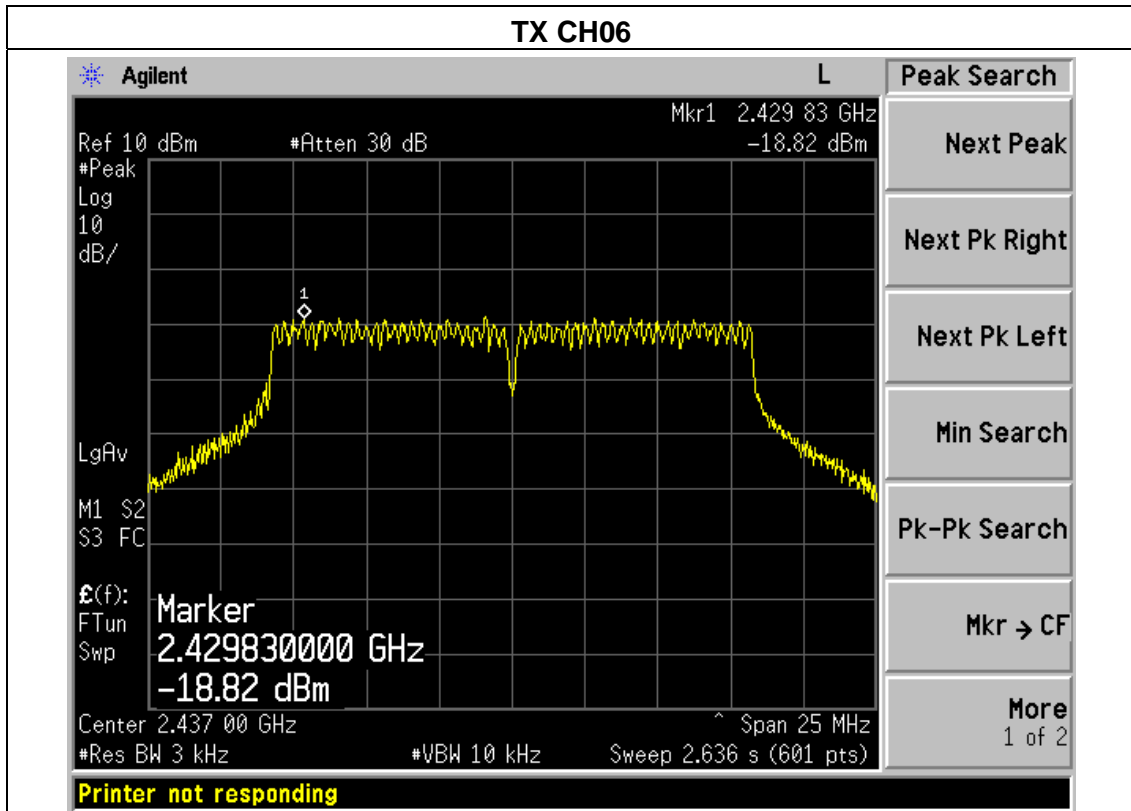 TX CH06
Agilent L Peak Search
Mkr1 2.429 83 GHz
Ref 10 dBm #Atten 30 dB -18.82 dBm
#Peak
Log
10
dB/
1
LgAv
M1 S2
S3 FC
£(f):
FTun
Swp
Marker
2.429830000 GHz
-18.82 dBm
Center 2.437 00 GHz ^ Span 25 MHz
#Res BW 3 kHz #VBW 10 kHz Sweep 2.636 s (601 pts)
Printer not responding
Next Peak
Next Pk Right
Next Pk Left
Min Search
Pk-Pk Search
Mkr → CF
More
1 of 2